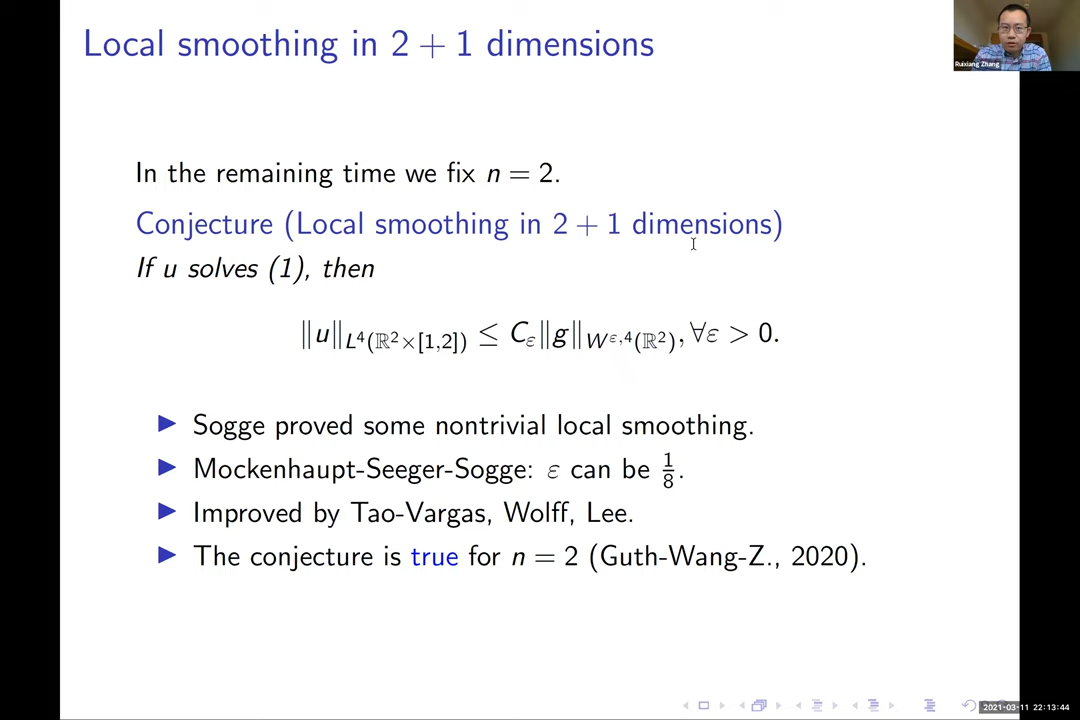 Local smoothing in 2 + 1 dimensions
Ruixiang Zhang
In the remaining time we fix n = 2.
Conjecture (Local smoothing in 2 + 1 dimensions)
If u solves (1), then
‖u‖_{L⁴(ℝ²×[1,2])} ≤ C_ε‖g‖_{W^{ε,4}(ℝ²)}, ∀ε > 0.
▶ Sogge proved some nontrivial local smoothing.
▶ Mockenhaupt-Seeger-Sogge: ε can be 1/8.
▶ Improved by Tao-Vargas, Wolff, Lee.
▶ The conjecture is true for n = 2 (Guth-Wang-Z., 2020).
2021-03-11 22:13:44